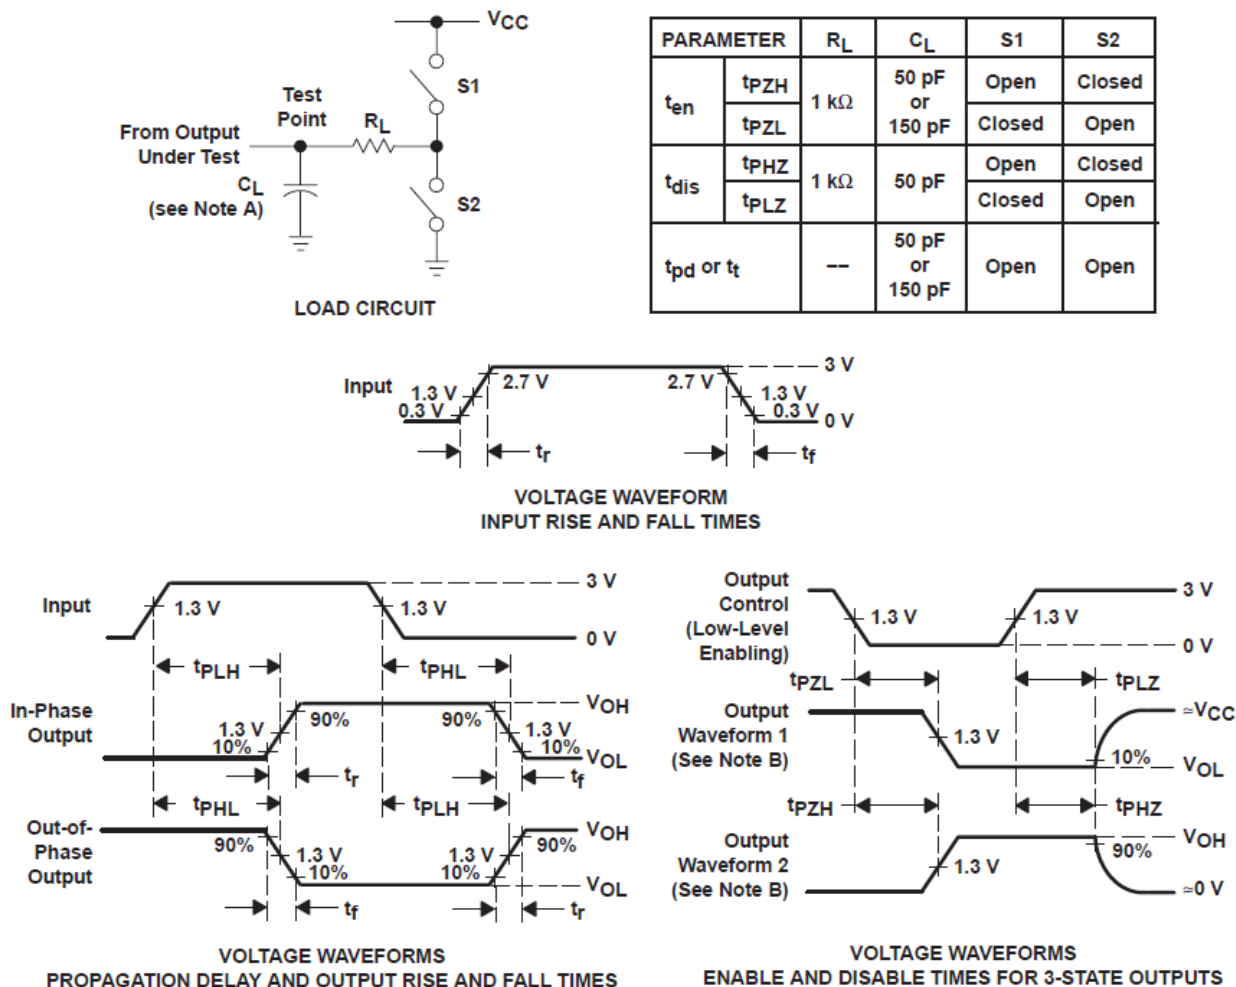 VCC
S1
Test
Point
RL
From Output
Under Test
CL
(see Note A)
S2
LOAD CIRCUIT
PARAMETER RL CL S1 S2
ten tPZH 1 kΩ 50 pF or 150 pF Open Closed
tPZL Closed Open
tdis tPHZ 1 kΩ 50 pF Open Closed
tPLZ Closed Open
tpd or tt −− 50 pF or 150 pF Open Open
Input
1.3 V
0.3 V
2.7 V
2.7 V
1.3 V
0.3 V
3 V
0 V
tr
tf
VOLTAGE WAVEFORM
INPUT RISE AND FALL TIMES
Input
1.3 V
1.3 V
3 V
0 V
tPLH
tPHL
In-Phase
Output
1.3 V
10%
90%
90%
1.3 V
10%
VOH
VOL
tr
tf
tPHL
tPLH
Out-of-
Phase
Output
90%
1.3 V
10%
1.3 V
10%
90%
VOH
VOL
tf
tr
VOLTAGE WAVEFORMS
PROPAGATION DELAY AND OUTPUT RISE AND FALL TIMES
Output
Control
(Low-Level
Enabling)
1.3 V
1.3 V
3 V
0 V
tPZL
tPLZ
Output
Waveform 1
(See Note B)
1.3 V
10%
≈VCC
VOL
tPZH
tPHZ
Output
Waveform 2
(See Note B)
1.3 V
90%
VOH
≈0 V
VOLTAGE WAVEFORMS
ENABLE AND DISABLE TIMES FOR 3-STATE OUTPUTS